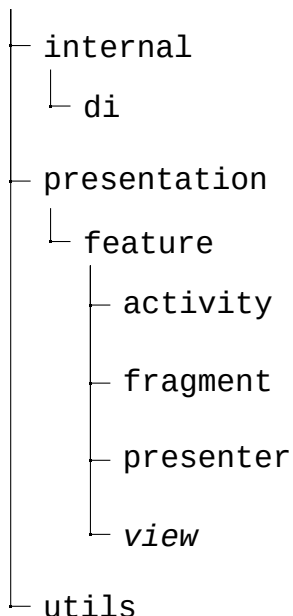 internal
di
presentation
feature
activity
fragment
presenter
view
utils